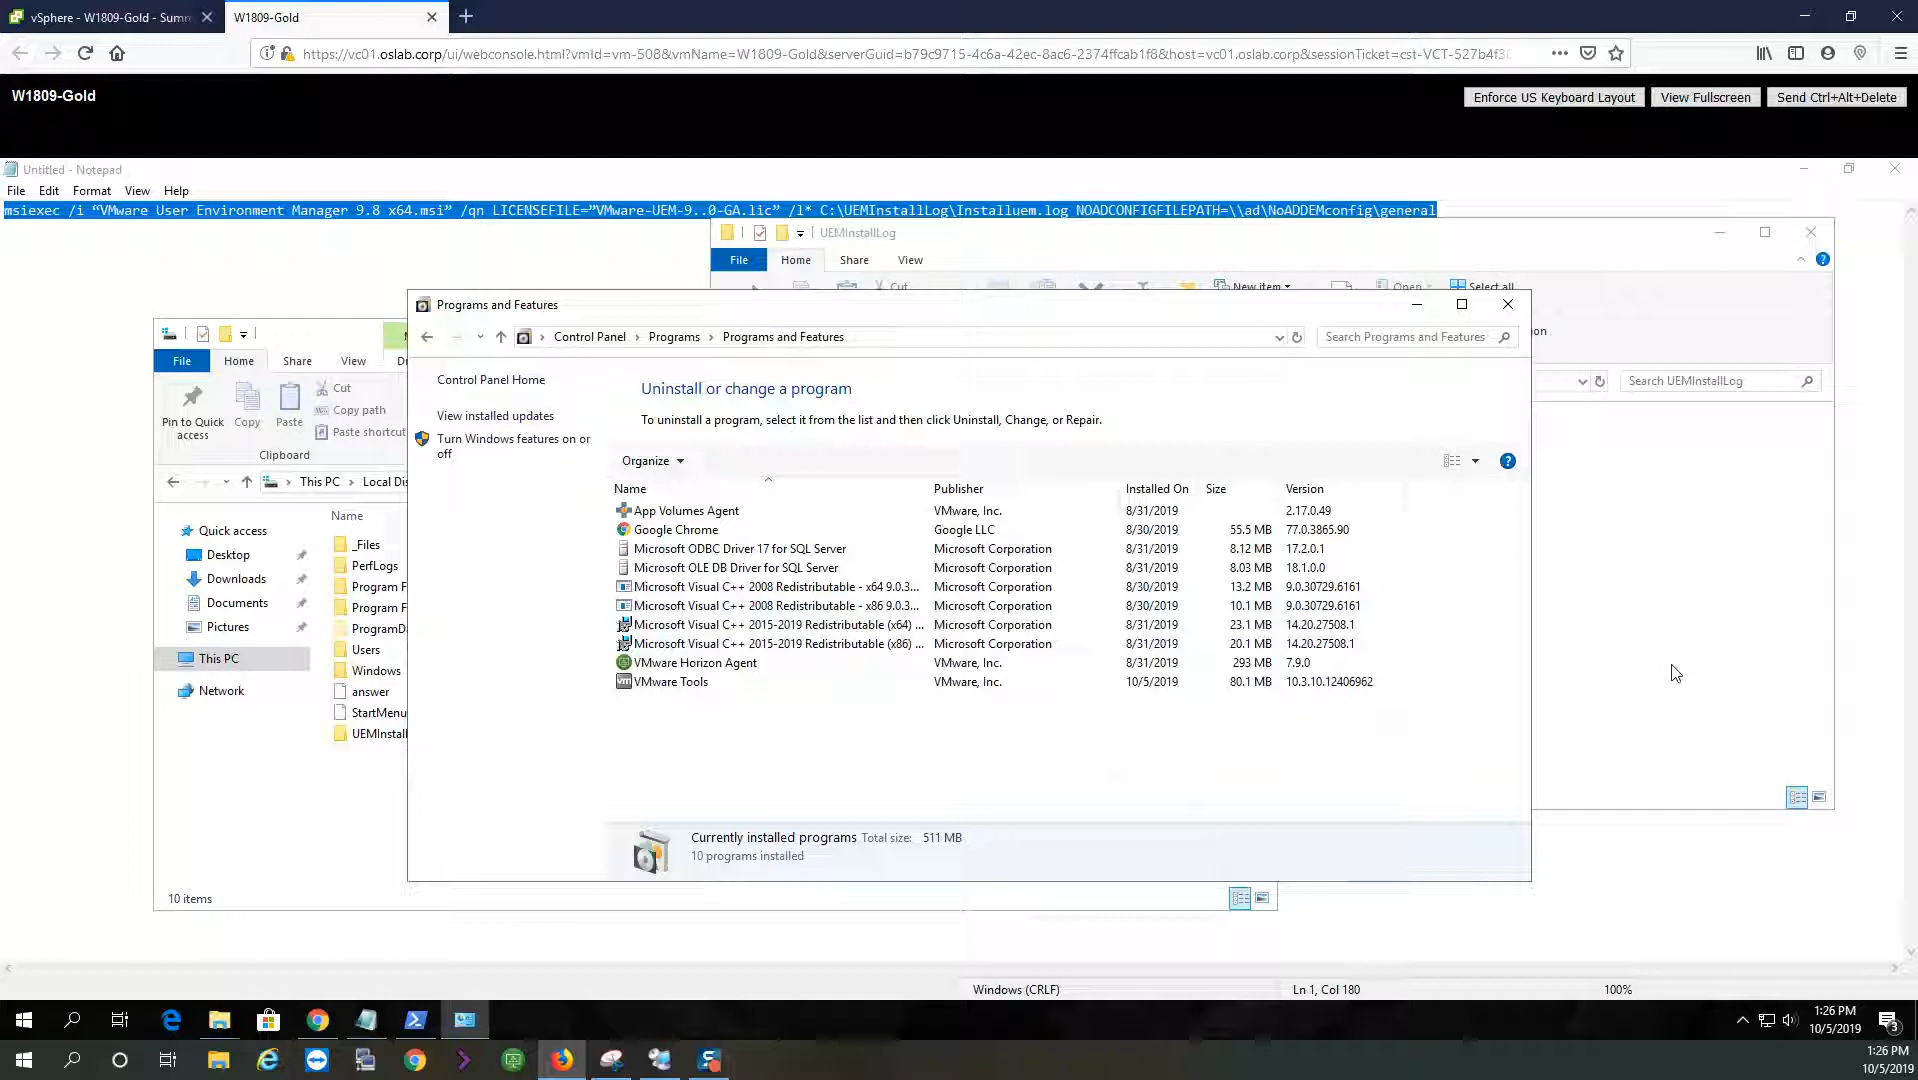 vSphere - W1809-Gold - Summ
W1809-Gold
https://vc01.oslab.corp/ui/webconsole.html?vmId=vm-508&vmName=W1809-Gold&serverGuid=b79c9715-4c6a-42ec-8ac6-2374ffcab1f8&host=vc01.oslab.corp&sessionTicket=cst-VCT-527b4f30
W1809-Gold
Enforce US Keyboard Layout
View Fullscreen
Send Ctrl+Alt+Delete
Untitled - Notepad
File Edit Format View Help
msiexec /i “VMware User Environment Manager 9.8 x64.msi” /qn LICENSEFILE=”VMware-UEM-9..0-GA.lic” /l* C:\UEMInstallLog\Installuem.log NOADCONFIGFILEPATH=\\ad\NoADDEMconfig\general
UEMInstallLog
File Home Share View
Cut
New item
Open
Select all
Search UEMInstallLog
File Home Share View
Pin to Quick access
Copy
Paste
Cut
Copy path
Paste shortcut
Clipboard
This PC > Local Dis
Quick access
Desktop
Downloads
Documents
Pictures
This PC
Network
Name
_Files
PerfLogs
Program F
Program F
ProgramDa
Users
Windows
answer
StartMenu
UEMInstall
10 items
Programs and Features
Control Panel > Programs > Programs and Features
Search Programs and Features
Control Panel Home
View installed updates
Turn Windows features on or off
Uninstall or change a program
To uninstall a program, select it from the list and then click Uninstall, Change, or Repair.
Organize
Name Publisher Installed On Size Version
App Volumes Agent VMware, Inc. 8/31/2019 2.17.0.49
Google Chrome Google LLC 8/30/2019 55.5 MB 77.0.3865.90
Microsoft ODBC Driver 17 for SQL Server Microsoft Corporation 8/31/2019 8.12 MB 17.2.0.1
Microsoft OLE DB Driver for SQL Server Microsoft Corporation 8/31/2019 8.03 MB 18.1.0.0
Microsoft Visual C++ 2008 Redistributable - x64 9.0.3... Microsoft Corporation 8/30/2019 13.2 MB 9.0.30729.6161
Microsoft Visual C++ 2008 Redistributable - x86 9.0.3... Microsoft Corporation 8/30/2019 10.1 MB 9.0.30729.6161
Microsoft Visual C++ 2015-2019 Redistributable (x64) ... Microsoft Corporation 8/31/2019 23.1 MB 14.20.27508.1
Microsoft Visual C++ 2015-2019 Redistributable (x86) ... Microsoft Corporation 8/31/2019 20.1 MB 14.20.27508.1
VMware Horizon Agent VMware, Inc. 8/31/2019 293 MB 7.9.0
VMware Tools VMware, Inc. 10/5/2019 80.1 MB 10.3.10.12406962
Currently installed programs Total size: 511 MB
10 programs installed
Windows (CRLF)
Ln 1, Col 180
100%
1:26 PM
10/5/2019
3
1:26 PM
10/5/2019